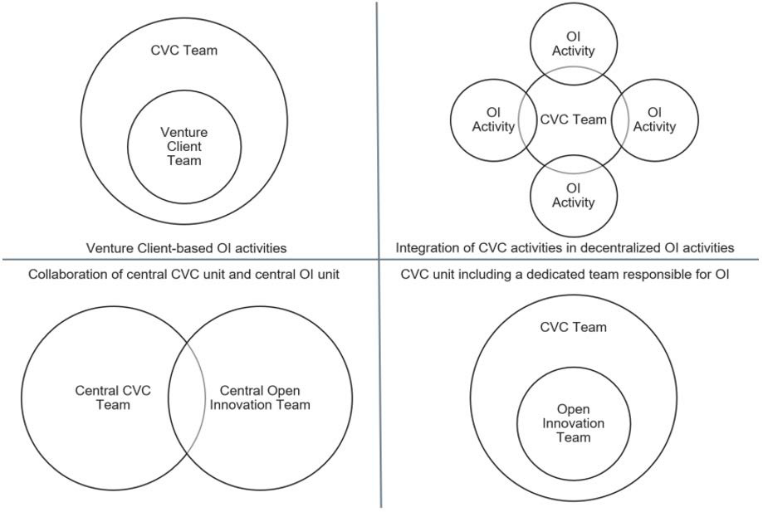 CVC Team
Venture
Client
Team
Venture Client-based OI activities
OI
Activity
OI
Activity
CVC Team
OI
Activity
OI
Activity
Integration of CVC activities in decentralized OI activities
Collaboration of central CVC unit and central OI unit
Central CVC
Team
Central Open
Innovation Team
CVC unit including a dedicated team responsible for OI
CVC Team
Open
Innovation
Team